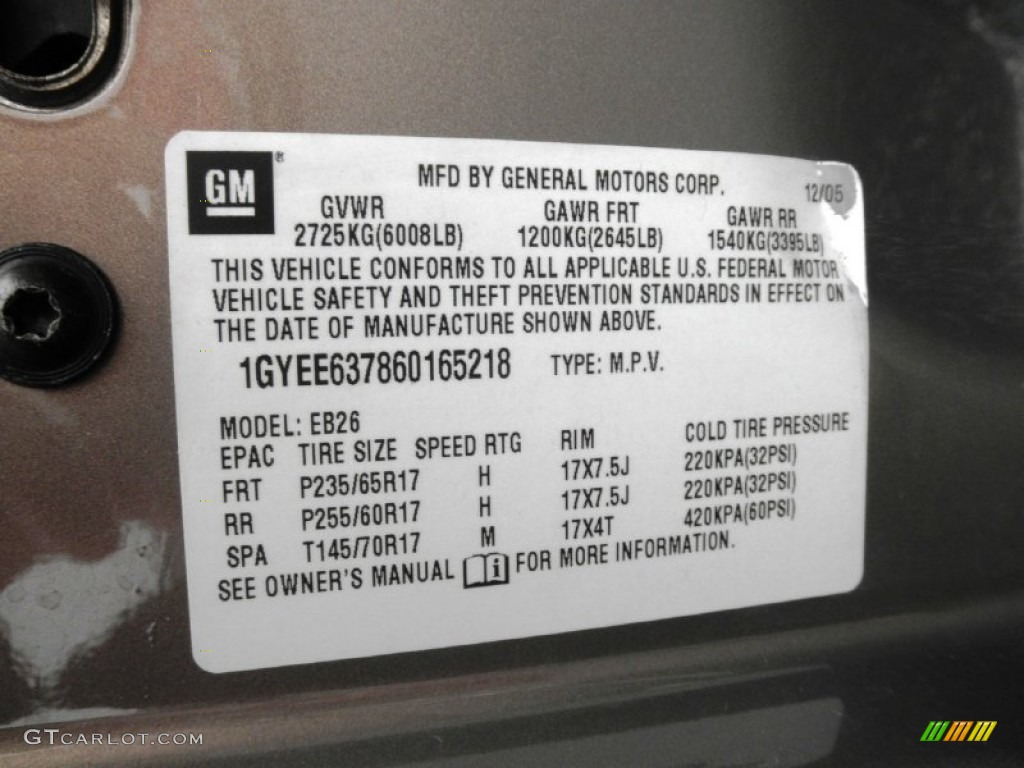 GM®
MFD BY GENERAL MOTORS CORP. 12/05
GVWR GAWR FRT GAWR RR
2725KG(6008LB) 1200KG(2645LB) 1540KG(3395LB)
THIS VEHICLE CONFORMS TO ALL APPLICABLE U.S. FEDERAL MOTOR
VEHICLE SAFETY AND THEFT PREVENTION STANDARDS IN EFFECT ON
THE DATE OF MANUFACTURE SHOWN ABOVE.
1GYEE637860165218 TYPE: M.P.V.
MODEL: EB26
EPAC TIRE SIZE SPEED RTG RIM COLD TIRE PRESSURE
FRT P235/65R17 H 17X7.5J 220KPA(32PSI)
RR P255/60R17 H 17X7.5J 220KPA(32PSI)
SPA T145/70R17 M 17X4T 420KPA(60PSI)
SEE OWNER'S MANUAL i FOR MORE INFORMATION.
GTCARLOT.COM